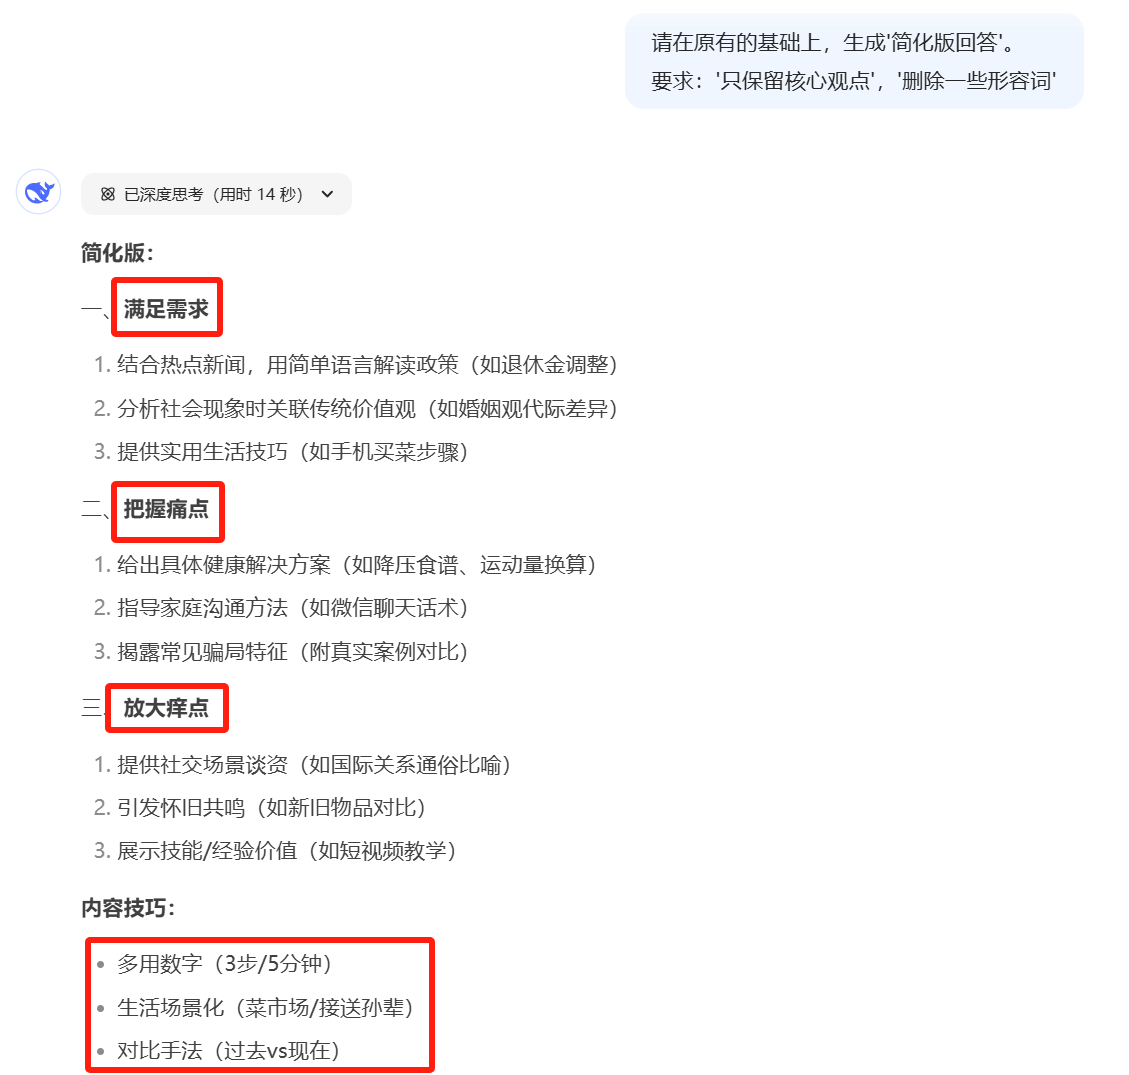 请在原有的基础上，生成'简化版回答'。
要求：'只保留核心观点'，'删除一些形容词'
已深度思考（用时 14 秒）
简化版：
一、满足需求
1. 结合热点新闻，用简单语言解读政策（如退休金调整）
2. 分析社会现象时关联传统价值观（如婚姻观代际差异）
3. 提供实用生活技巧（如手机买菜步骤）
二、把握痛点
1. 给出具体健康解决方案（如降压食谱、运动量换算）
2. 指导家庭沟通方法（如微信聊天话术）
3. 揭露常见骗局特征（附真实案例对比）
三、放大痒点
1. 提供社交场景谈资（如国际关系通俗比喻）
2. 引发怀旧共鸣（如新旧物品对比）
3. 展示技能/经验价值（如短视频教学）
内容技巧：
• 多用数字（3步/5分钟）
• 生活场景化（菜市场/接送孙辈）
• 对比手法（过去vs现在）